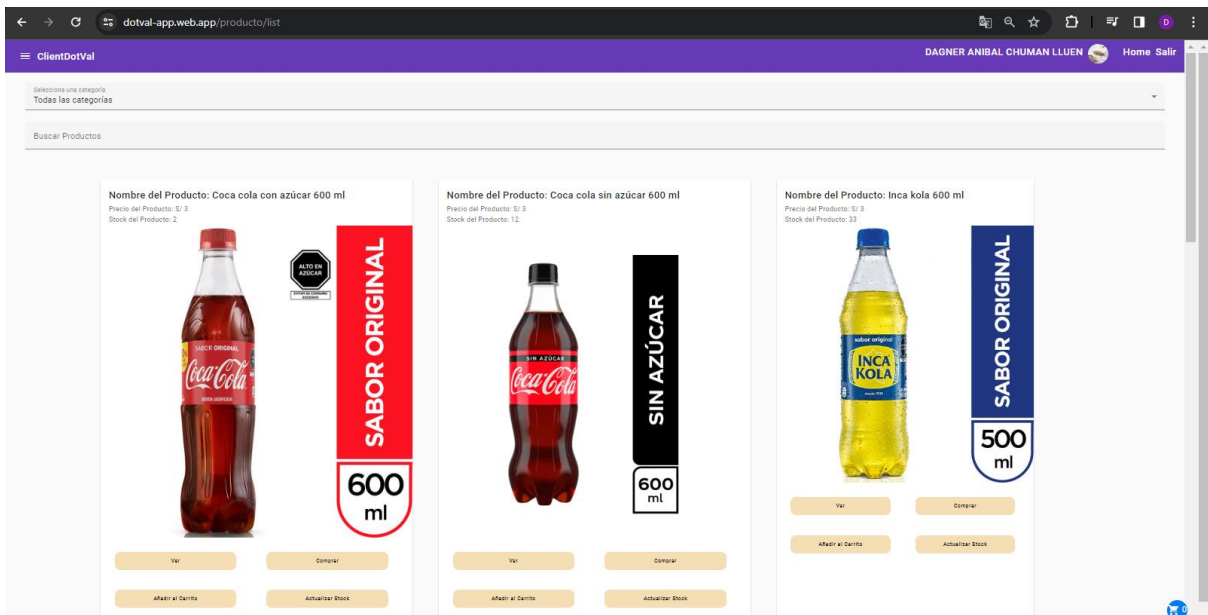 dotval-app.web.app/producto/list
D
ClientDotVal
DAGNER ANIBAL CHUMAN LLUEN
Home Salir
Selecciona una categoría
Todas las categorías
Buscar Productos
Nombre del Producto: Coca cola con azúcar 600 ml
Precio del Producto: S/ 3
Stock del Producto: 2
ALTO EN
AZÚCAR
SABOR ORIGINAL
Coca-Cola
SABOR ORIGINAL
600
ml
Ver
Comprar
Añadir al Carrito
Actualizar Stock
Nombre del Producto: Coca cola sin azúcar 600 ml
Precio del Producto: S/ 3
Stock del Producto: 12
SIN AZÚCAR
Coca-Cola
SIN AZÚCAR
600
ml
Ver
Comprar
Añadir al Carrito
Actualizar Stock
Nombre del Producto: Inca kola 600 ml
Precio del Producto: S/ 3
Stock del Producto: 33
sabor original
INCA
KOLA
SABOR ORIGINAL
500
ml
Ver
Comprar
Añadir al Carrito
Actualizar Stock
0